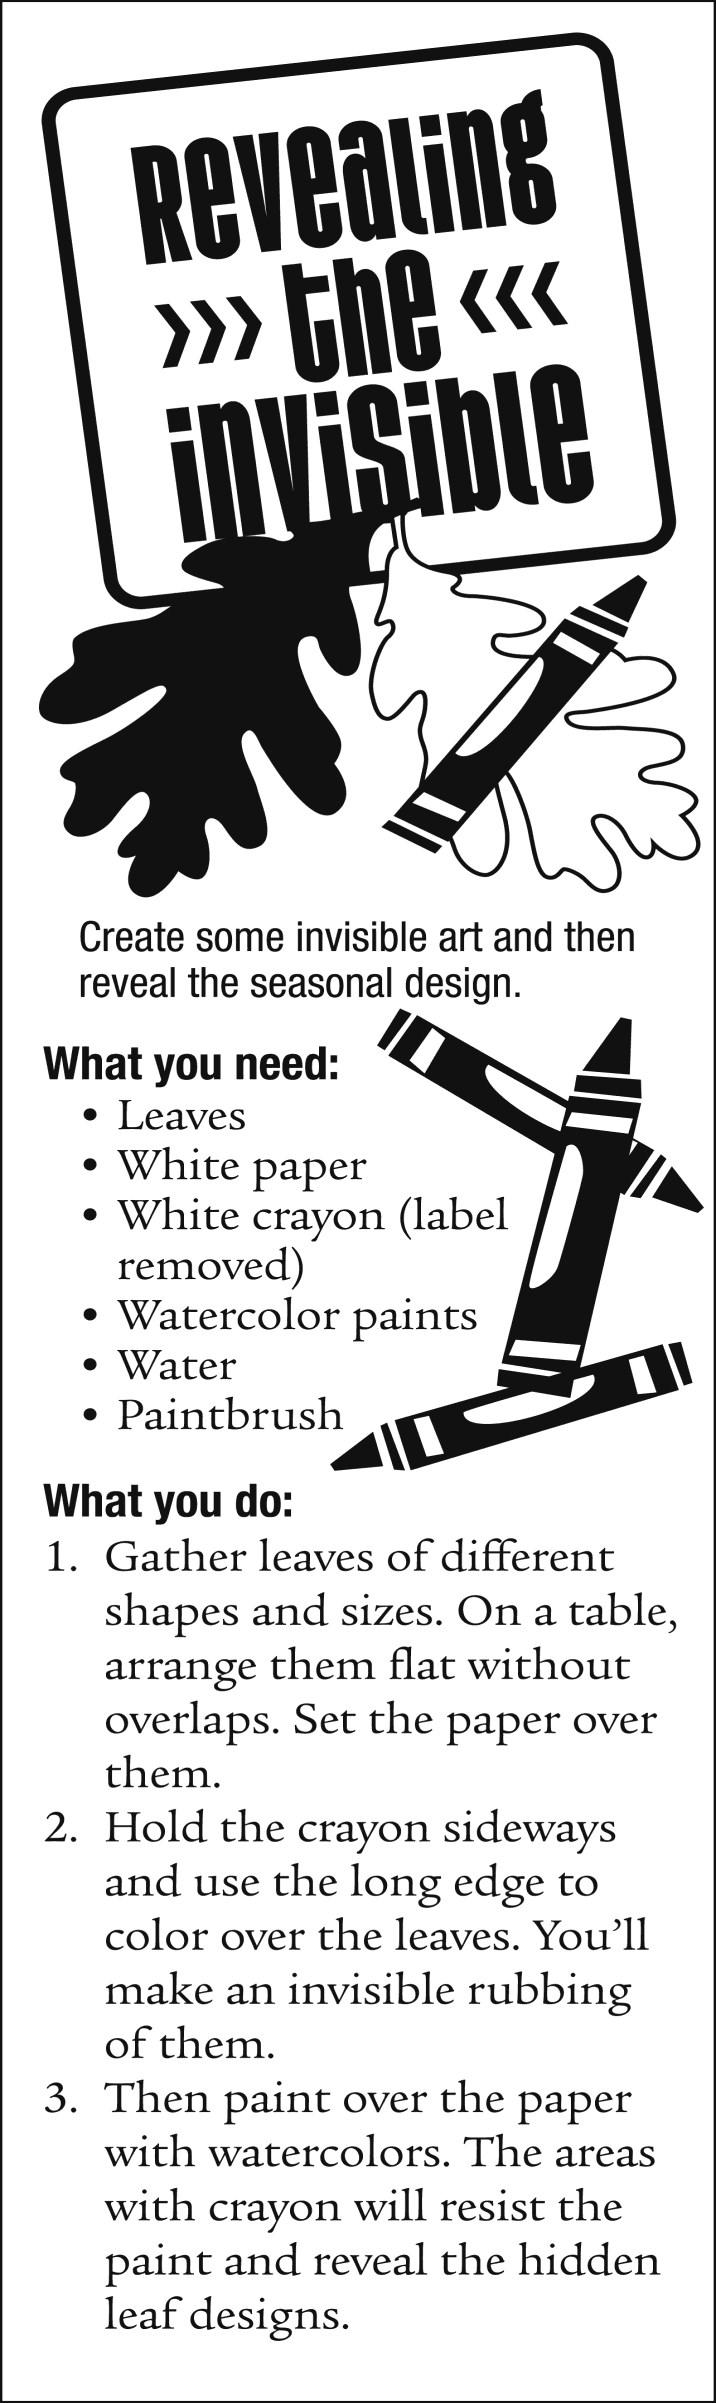 Revealing
››› the ‹‹‹
invisible
Create some invisible art and then
reveal the seasonal design.
What you need:
• Leaves
• White paper
• White crayon (label
removed)
• Watercolor paints
• Water
• Paintbrush
What you do:
1. Gather leaves of different
shapes and sizes. On a table,
arrange them flat without
overlaps. Set the paper over
them.
2. Hold the crayon sideways
and use the long edge to
color over the leaves. You’ll
make an invisible rubbing
of them.
3. Then paint over the paper
with watercolors. The areas
with crayon will resist the
paint and reveal the hidden
leaf designs.